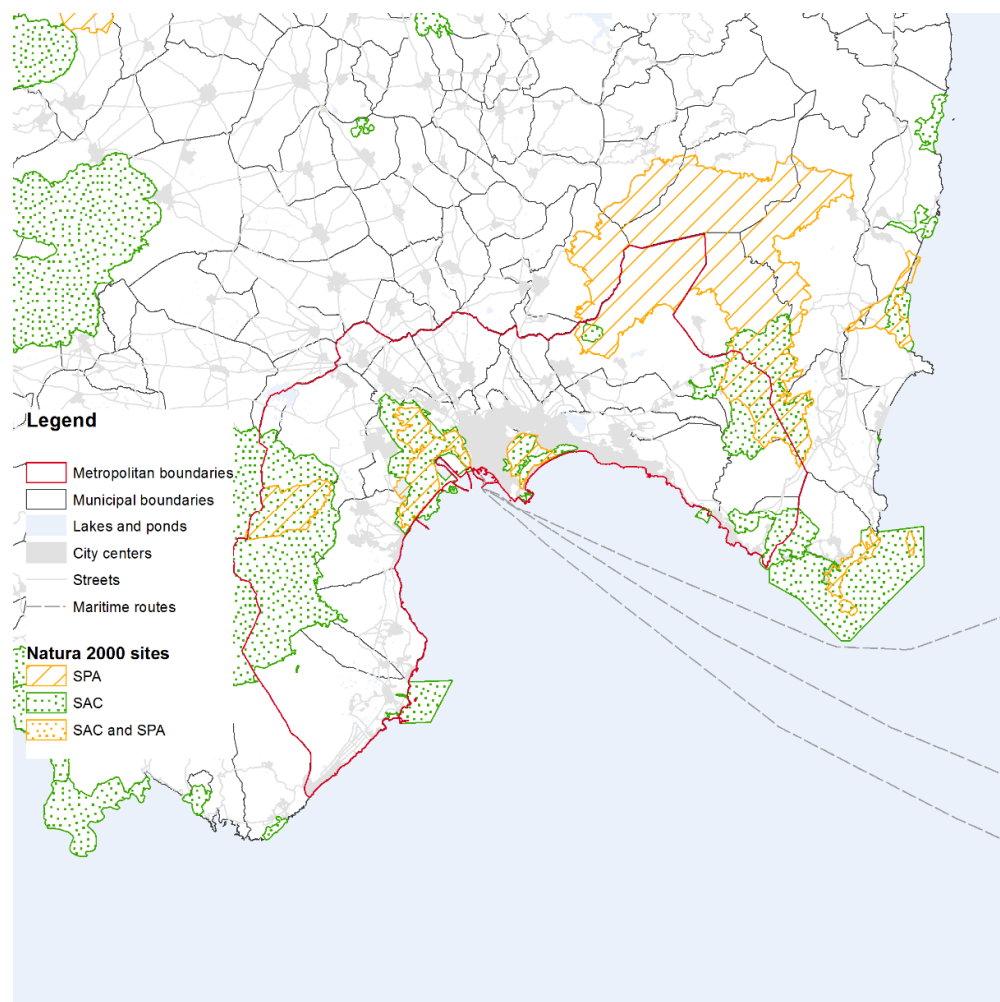 Legend
Metropolitan boundaries
Municipal boundaries
Lakes and ponds
City centers
Streets
Maritime routes
Natura 2000 sites
SPA
SAC
SAC and SPA